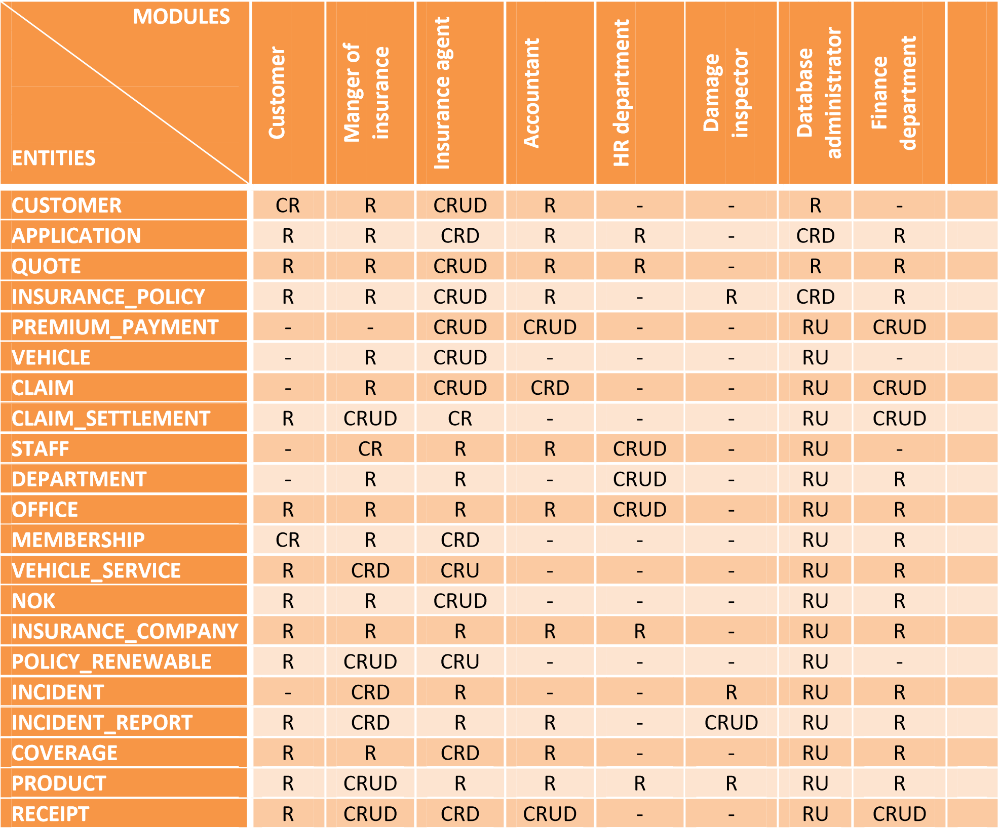 MODULES
ENTITIES
Customer
Manger of
insurance
Insurance agent
Accountant
HR department
Damage
inspector
Database
administrator
Finance
department
CUSTOMER CR R CRUD R - - R -
APPLICATION R R CRD R R - CRD R
QUOTE R R CRUD R R - R R
INSURANCE_POLICY R R CRUD R - R CRD R
PREMIUM_PAYMENT - - CRUD CRUD - - RU CRUD
VEHICLE - R CRUD - - - RU -
CLAIM - R CRUD CRD - - RU CRUD
CLAIM_SETTLEMENT R CRUD CR - - - RU CRUD
STAFF - CR R R CRUD - RU -
DEPARTMENT - R R - CRUD - RU R
OFFICE R R R R CRUD - RU R
MEMBERSHIP CR R CRD - - - RU R
VEHICLE_SERVICE R CRD CRU - - - RU R
NOK R R CRUD - - - RU R
INSURANCE_COMPANY R R R R R - RU R
POLICY_RENEWABLE R CRUD CRU - - - RU -
INCIDENT - CRD R - - R RU R
INCIDENT_REPORT R CRD R R - CRUD RU R
COVERAGE R R CRD R - - RU R
PRODUCT R CRUD R R R R RU R
RECEIPT R CRUD CRD CRUD - - RU CRUD